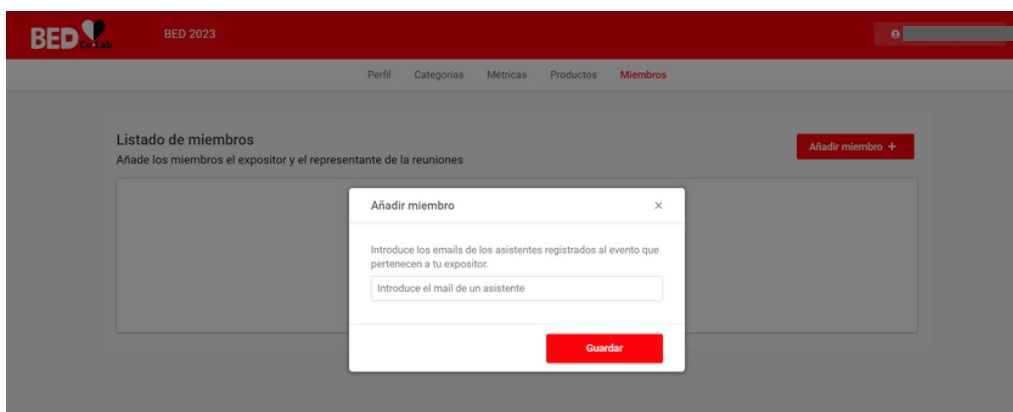 BED
Co-Lab
BED 2023
Perfil Categorías Métricas Productos Miembros
Listado de miembros
Añade los miembros el expositor y el representante de la reuniones
Añadir miembro +
Añadir miembro ×
Introduce los emails de los asistentes registrados al evento que
pertenecen a tu expositor.
Introduce el mail de un asistente
Guardar